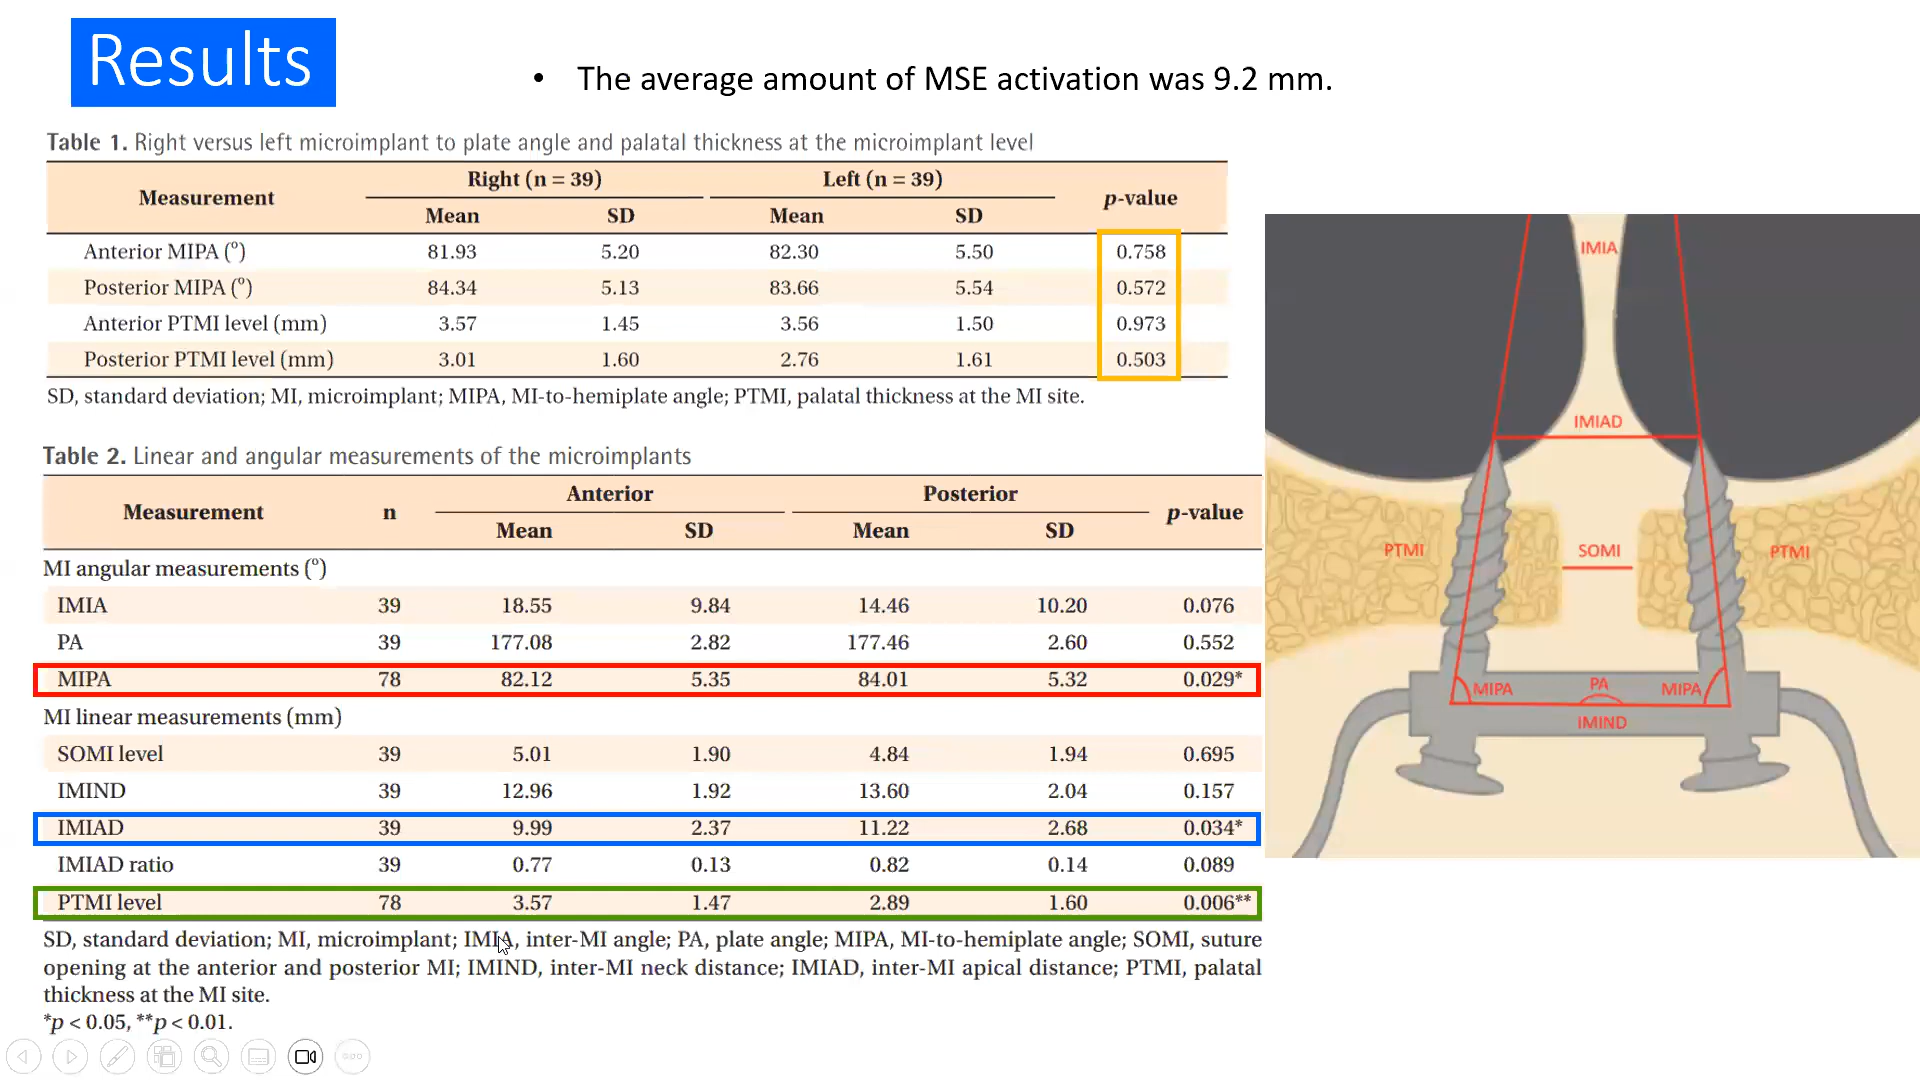 Results
• The average amount of MSE activation was 9.2 mm.
Table 1. Right versus left microimplant to plate angle and palatal thickness at the microimplant level
Measurement Right (n = 39) Left (n = 39) p-value
Mean SD Mean SD
Anterior MIPA (°) 81.93 5.20 82.30 5.50 0.758
Posterior MIPA (°) 84.34 5.13 83.66 5.54 0.572
Anterior PTMI level (mm) 3.57 1.45 3.56 1.50 0.973
Posterior PTMI level (mm) 3.01 1.60 2.76 1.61 0.503
SD, standard deviation; MI, microimplant; MIPA, MI-to-hemiplate angle; PTMI, palatal thickness at the MI site.
Table 2. Linear and angular measurements of the microimplants
Measurement n Anterior Posterior p-value
Mean SD Mean SD
MI angular measurements (°)
IMIA 39 18.55 9.84 14.46 10.20 0.076
PA 39 177.08 2.82 177.46 2.60 0.552
MIPA 78 82.12 5.35 84.01 5.32 0.029*
MI linear measurements (mm)
SOMI level 39 5.01 1.90 4.84 1.94 0.695
IMIND 39 12.96 1.92 13.60 2.04 0.157
IMIAD 39 9.99 2.37 11.22 2.68 0.034*
IMIAD ratio 39 0.77 0.13 0.82 0.14 0.089
PTMI level 78 3.57 1.47 2.89 1.60 0.006**
SD, standard deviation; MI, microimplant; IMIA, inter-MI angle; PA, plate angle; MIPA, MI-to-hemiplate angle; SOMI, suture
opening at the anterior and posterior MI; IMIND, inter-MI neck distance; IMIAD, inter-MI apical distance; PTMI, palatal
thickness at the MI site.
*p < 0.05, **p < 0.01.
IMIA
IMIAD
PTMI SOMI PTMI
MIPA PA MIPA
IMIND